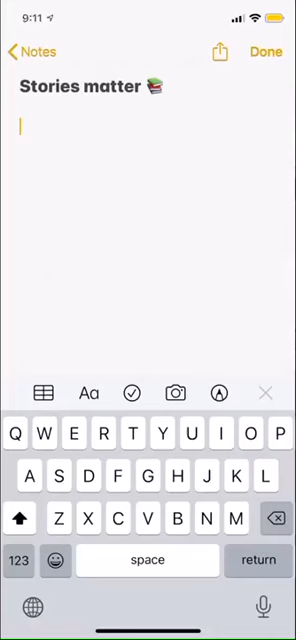 9:11
Notes
Done
Stories matter 📚
Aa
Q W E R T Y U I O P
A S D F G H J K L
Z X C V B N M
123 space return